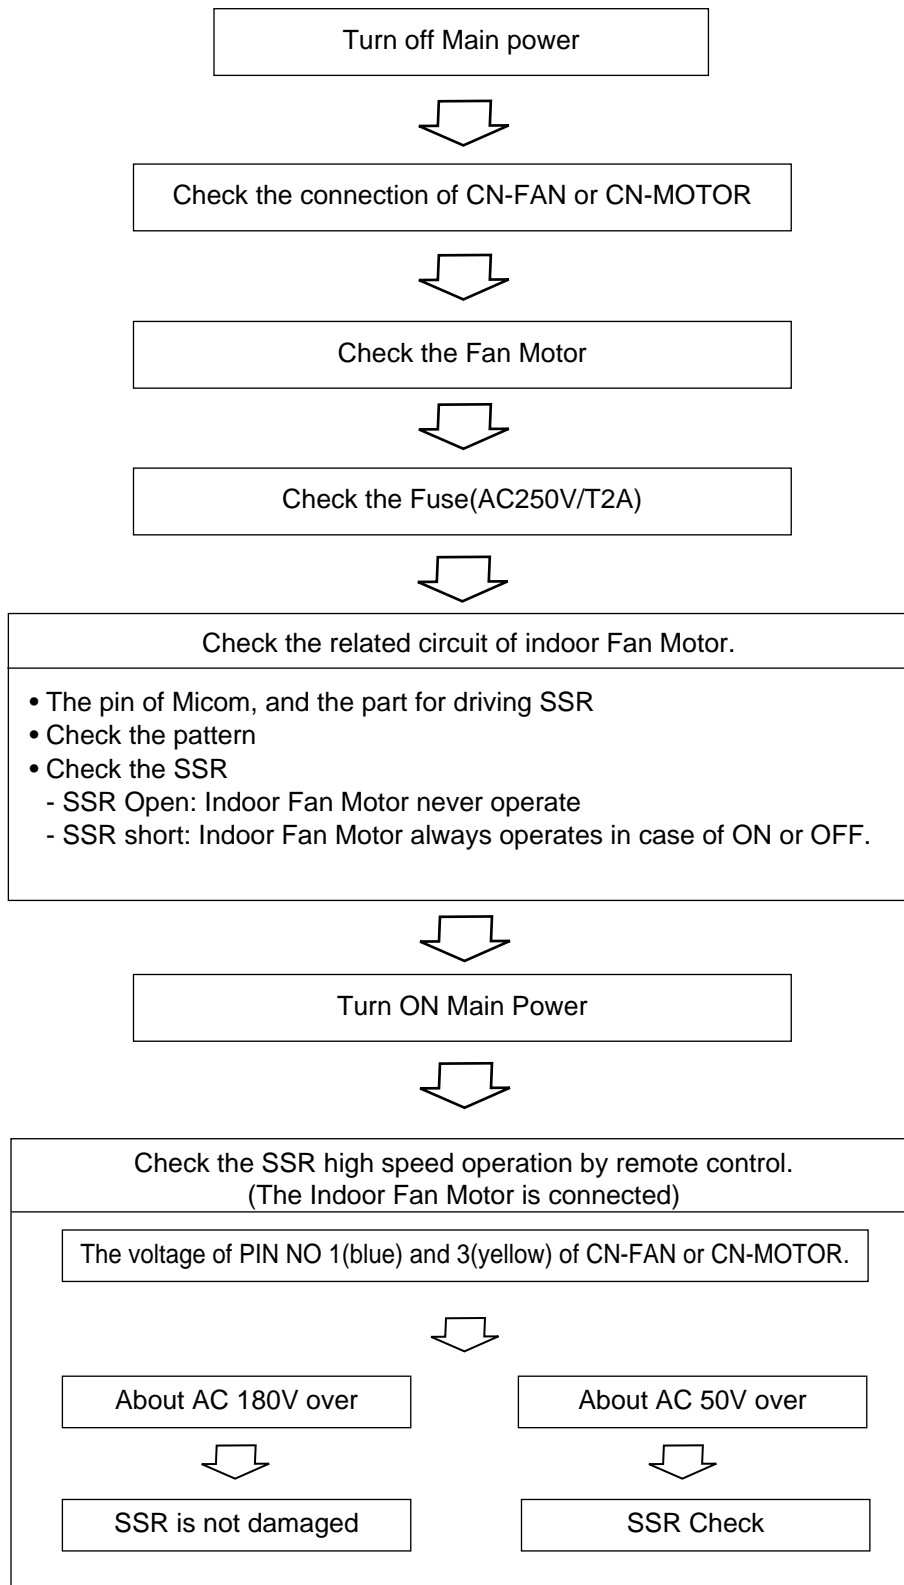 Turn off Main power
Check the connection of CN-FAN or CN-MOTOR
Check the Fan Motor
Check the Fuse(AC250V/T2A)
Check the related circuit of indoor Fan Motor.
• The pin of Micom, and the part for driving SSR
• Check the pattern
• Check the SSR
- SSR Open: Indoor Fan Motor never operate
- SSR short: Indoor Fan Motor always operates in case of ON or OFF.
Turn ON Main Power
Check the SSR high speed operation by remote control.
(The Indoor Fan Motor is connected)
The voltage of PIN NO 1(blue) and 3(yellow) of CN-FAN or CN-MOTOR.
About AC 180V over
About AC 50V over
SSR is not damaged
SSR Check